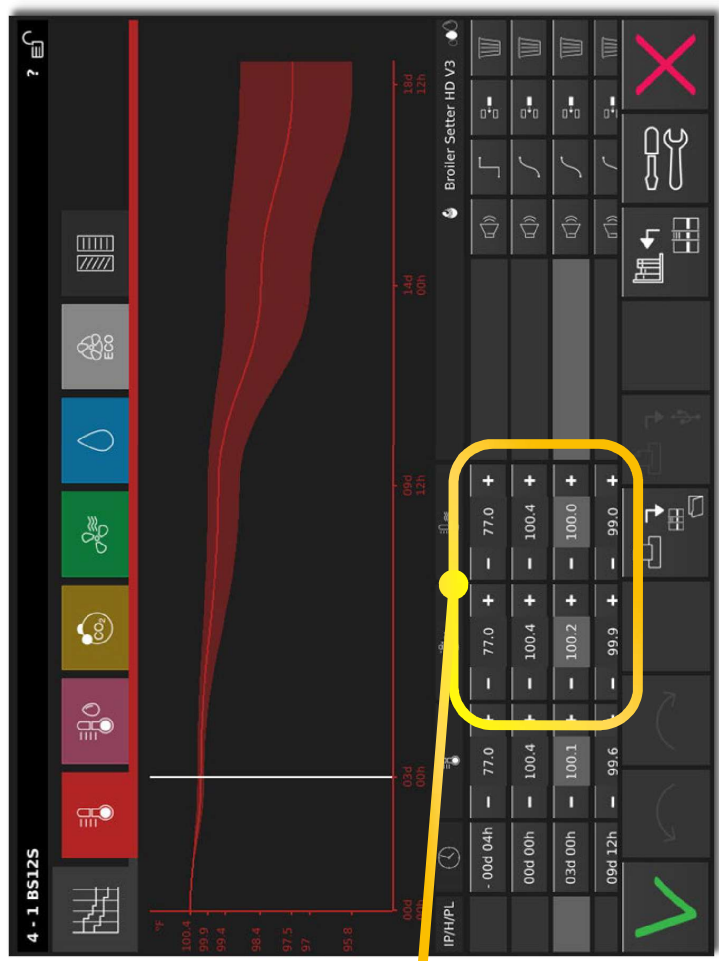 4 - 1 BS12S
?
CO2
ECO
°F
100.4
99.9
99.4
98.4
97.5
97
95.8
00d 00h
03d 00h
09d 12h
14d 00h
18d 12h
IP/H/PL
Broiler Setter HD V3
- 00d 04h - 77.0 + - 77.0 + - 77.0 +
00d 00h - 100.4 + - 100.4 + - 100.4 +
03d 00h - 100.1 + - 100.2 + - 100.0 +
09d 12h - 99.6 + - 99.9 + - 99.0 +